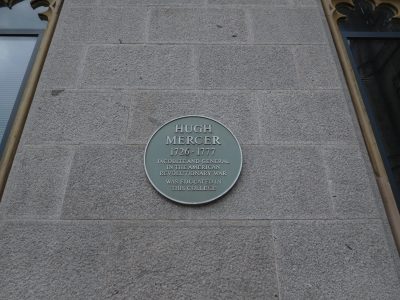 HUGH
MERCER
1726 - 1777
JACOBITE AND GENERAL
IN THE AMERICAN
REVOLUTIONARY WAR
WAS EDUCATED IN
THIS COLLEGE